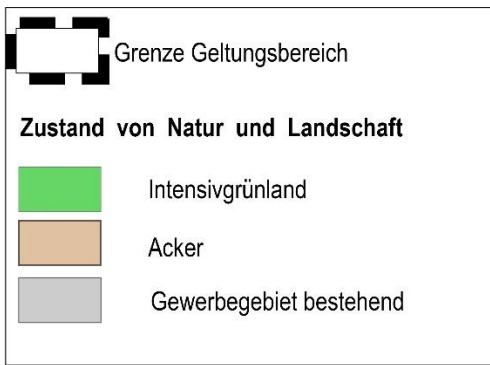 Grenze Geltungsbereich
Zustand von Natur und Landschaft
Intensivgrünland
Acker
Gewerbegebiet bestehend